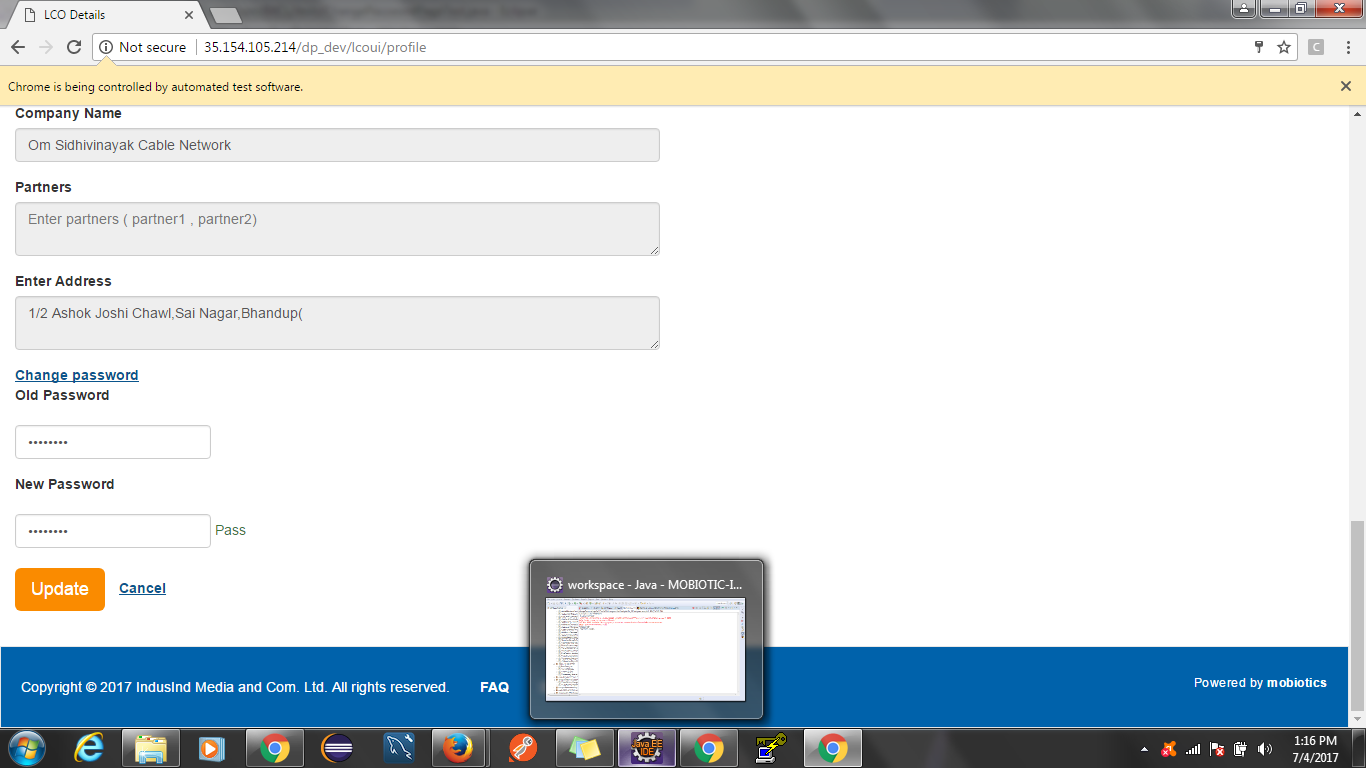 LCO Details
Not secure
35.154.105.214/dp_dev/lcoui/profile
C
Chrome is being controlled by automated test software.
Company Name
Om Sidhivinayak Cable Network
Partners
Enter partners ( partner1 , partner2)
Enter Address
1/2 Ashok Joshi Chawl,Sai Nagar,Bhandup(
Change password
Old Password
••••••••
New Password
•••••••• Pass
Update Cancel
workspace - Java - MOBIOTIC-I...
Copyright © 2017 IndusInd Media and Com. Ltd. All rights reserved. FAQ
Powered by mobiotics
Java EE
IDE
1:16 PM
7/4/2017